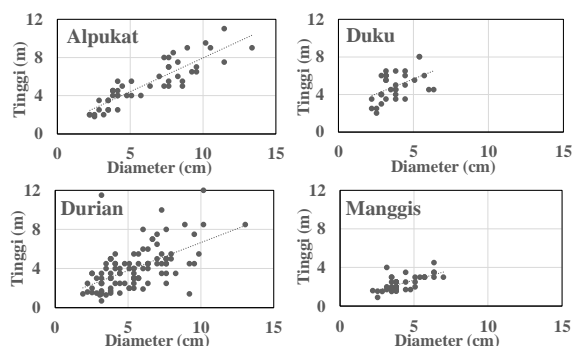 Alpukat
Tinggi (m)
12
8
4
0
0 5 10 15
Diameter (cm)
Duku
Tinggi (m)
12
8
4
0
0 5 10 15
Diameter (cm)
Durian
Tinggi (m)
12
8
4
0
0 5 10 15
Diameter (cm)
Manggis
Tinggi (m)
12
8
4
0
0 5 10 15
Diameter (cm)